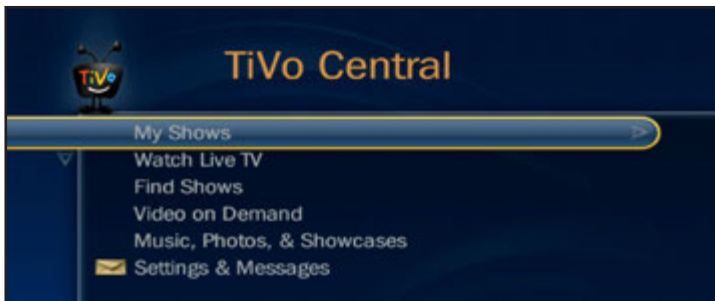 TiVo
TiVo Central
My Shows
Watch Live TV
Find Shows
Video on Demand
Music, Photos, & Showcases
Settings & Messages